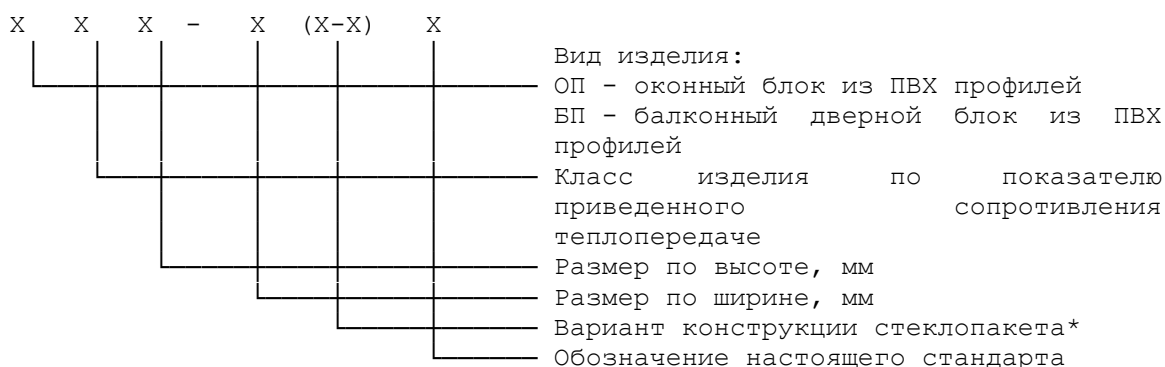 X X X - X (X-X) X
Вид изделия:
ОП - оконный блок из ПВХ профилей
БП - балконный дверной блок из ПВХ
профилей
Класс изделия по показателю
приведенного сопротивления
теплопередаче
Размер по высоте, мм
Размер по ширине, мм
Вариант конструкции стеклопакета*
Обозначение настоящего стандарта